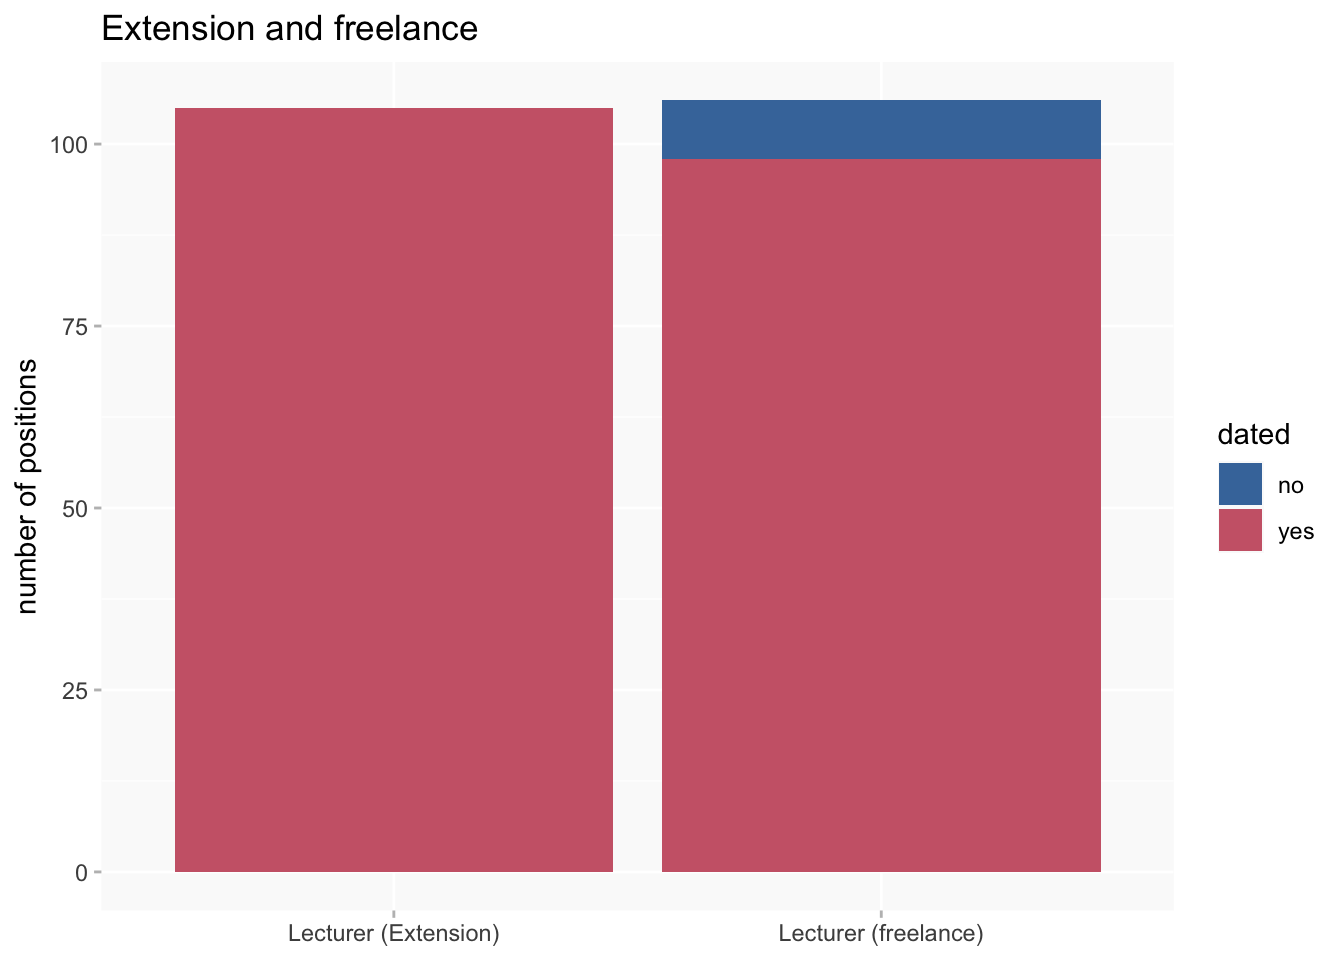 Extension and freelance
number of positions
100
75
50
25
0
Lecturer (Extension)
Lecturer (freelance)
dated
no
yes